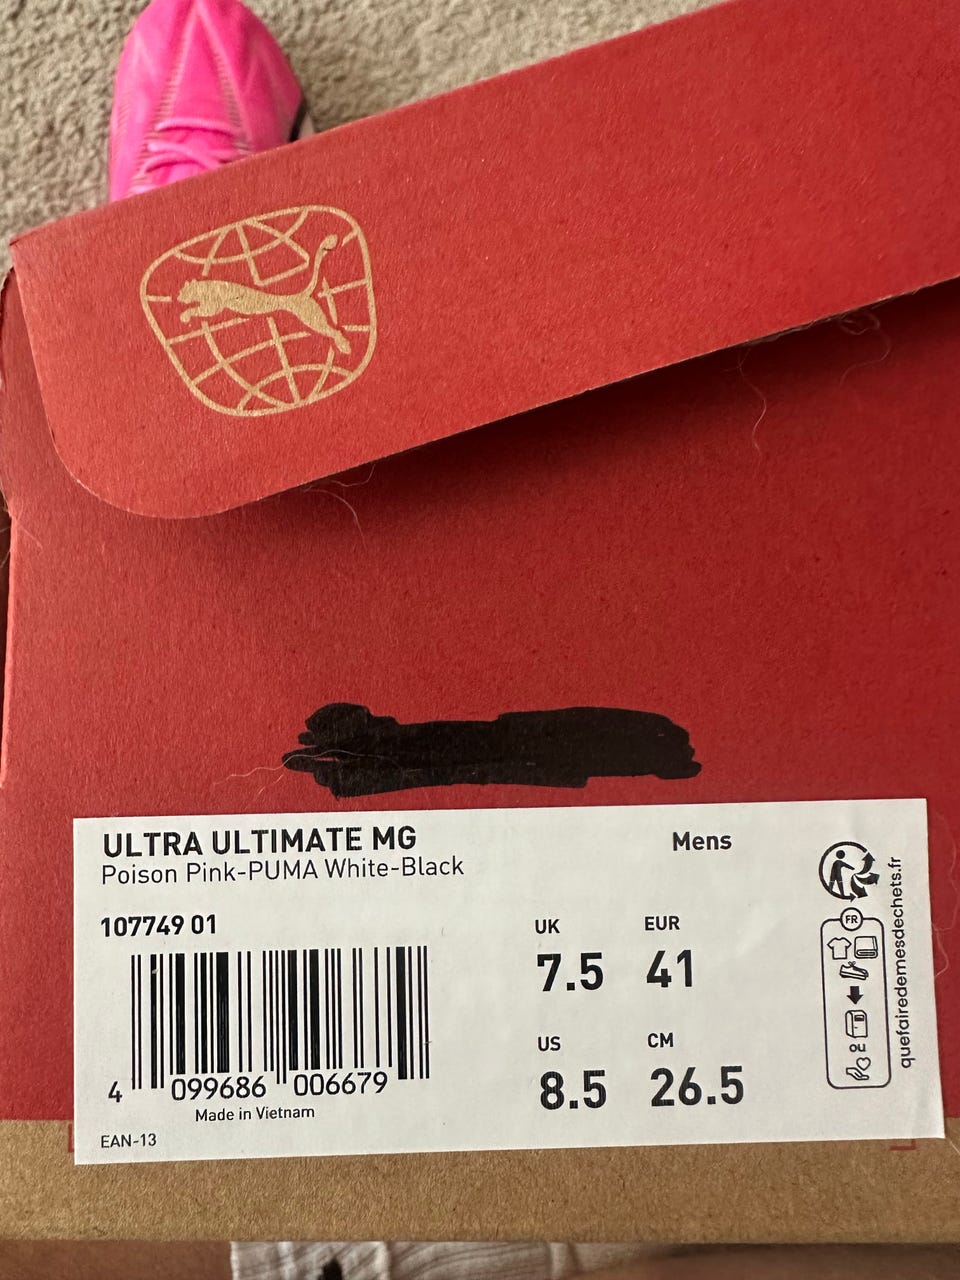 ULTRA ULTIMATE MG
Poison Pink-PUMA White-Black
Mens
107749 01
UK
7.5
EUR
41
US
8.5
CM
26.5
4 099686 006679
Made in Vietnam
EAN-13
FR
ou
quefairedemesdechets.fr